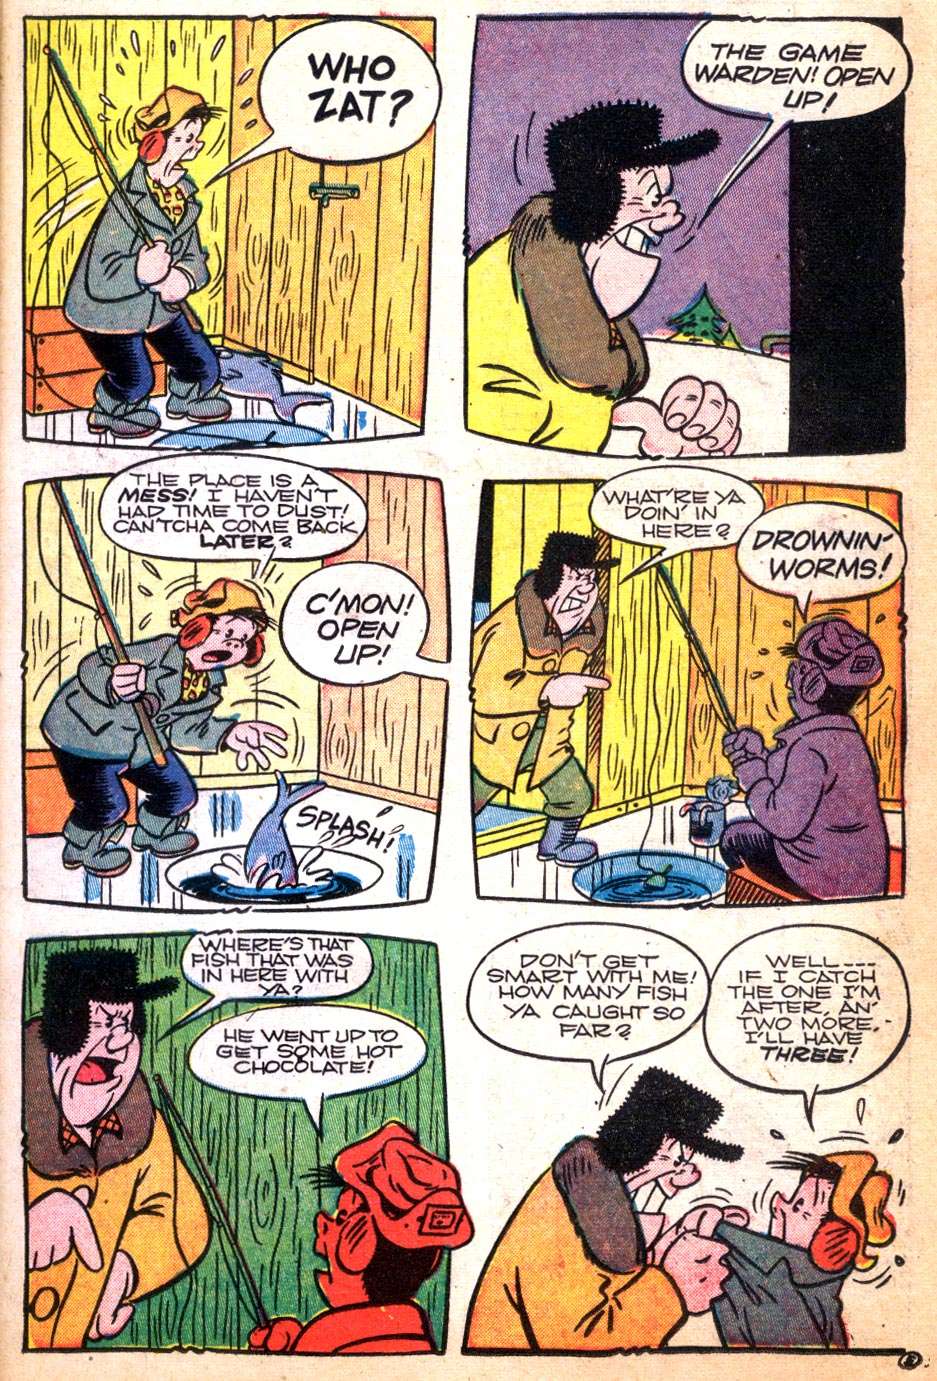 WHO
ZAT?
THE GAME
WARDEN! OPEN
UP!
THE PLACE IS A
MESS! I HAVEN'T
HAD TIME TO DUST!
CAN'TCHA COME BACK
LATER?
C'MON!
OPEN
UP!
SPLASH!
WHAT'RE YA
DOIN' IN
HERE?
DROWNIN'
WORMS!
WHERE'S THAT
FISH THAT WAS
IN HERE WITH
YA?
HE WENT UP TO
GET SOME HOT
CHOCOLATE!
DON'T GET
SMART WITH ME!
HOW MANY FISH
YA CAUGHT SO
FAR?
WELL---
IF I CATCH
THE ONE I'M
AFTER, AN'
TWO MORE,
I'LL HAVE
THREE!